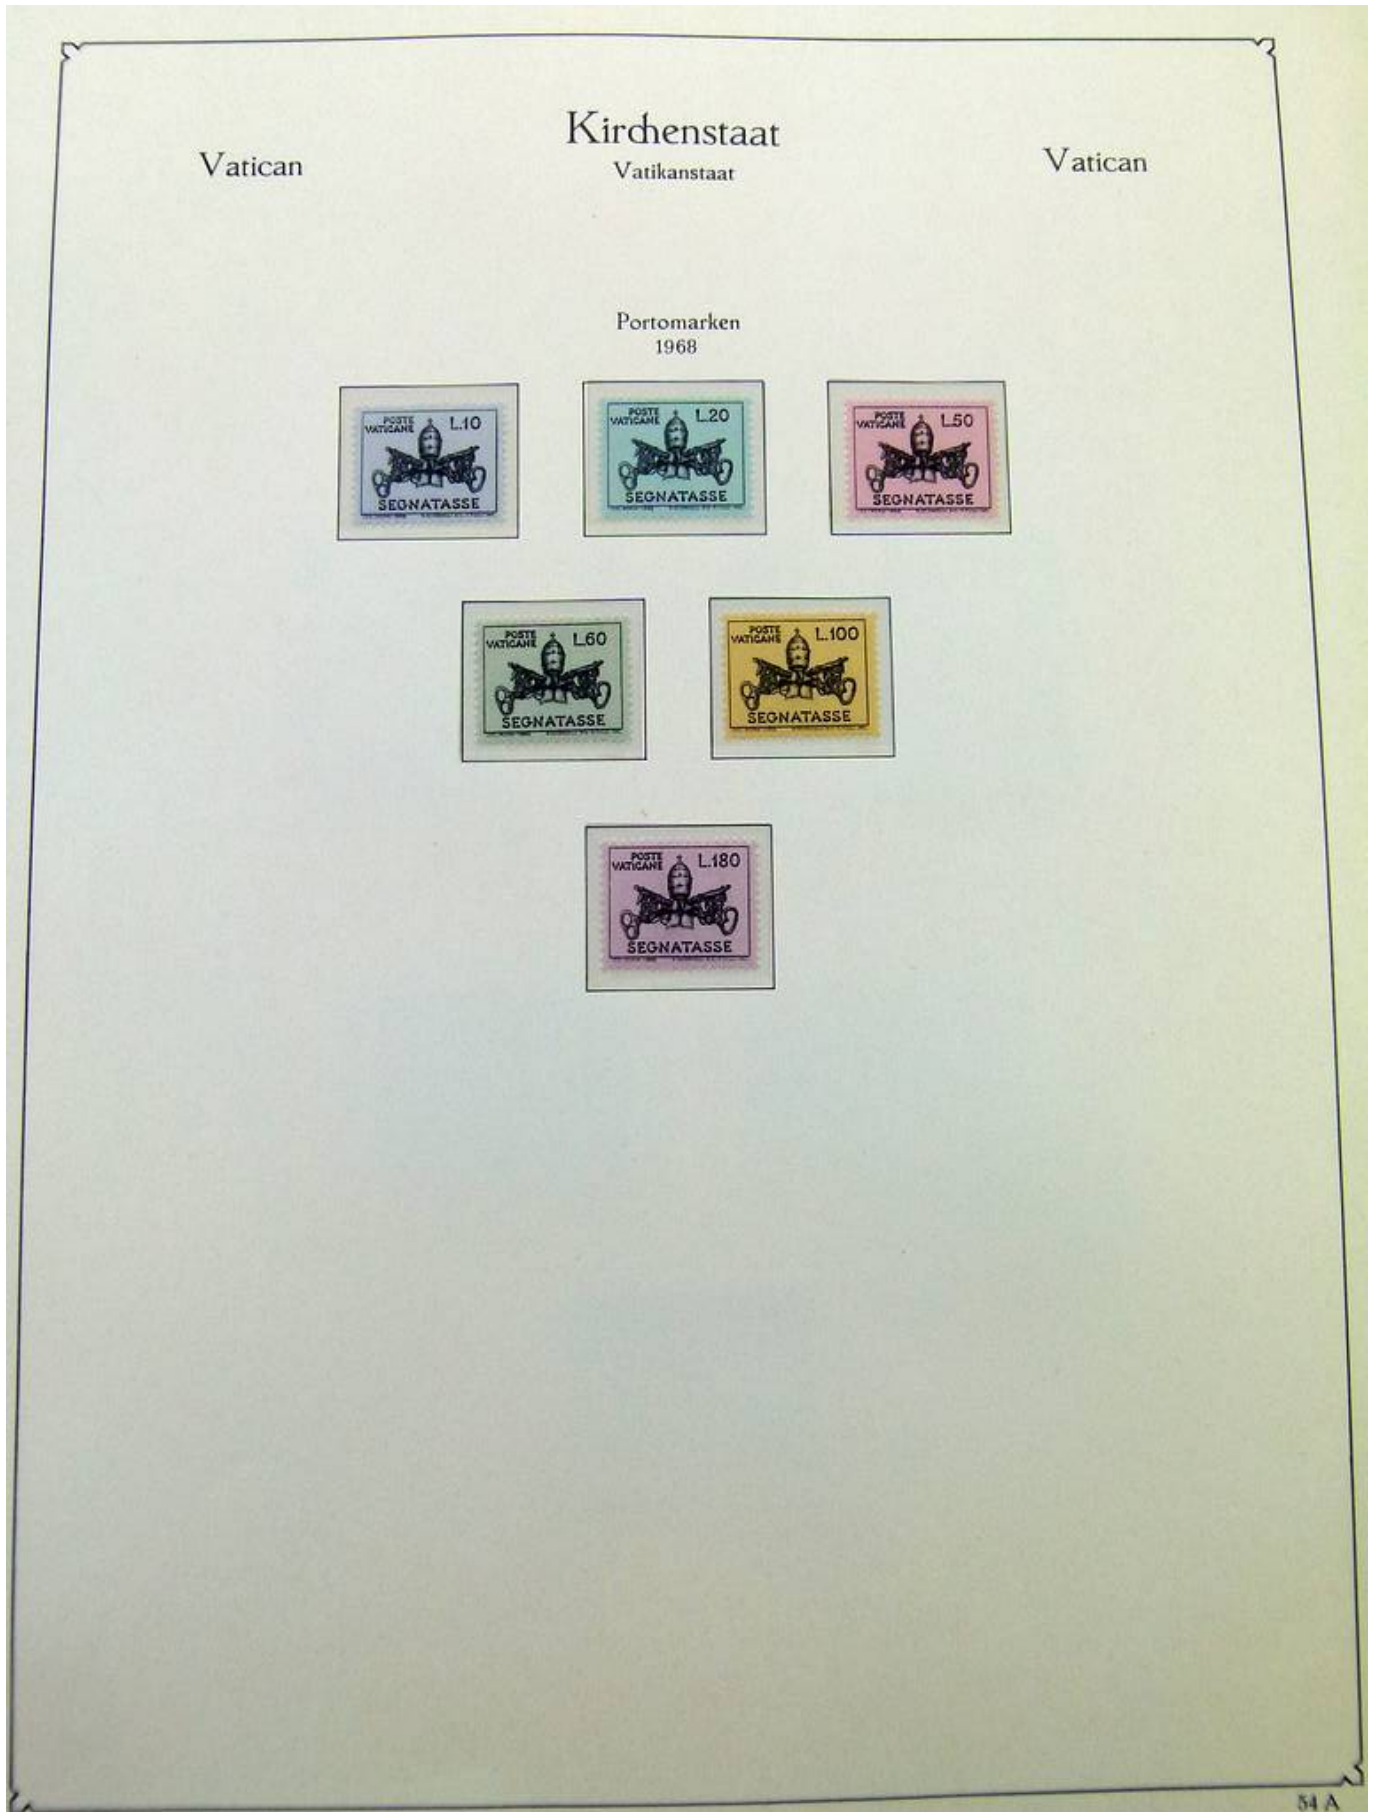 Kirchenstaat
Vatican
Vatikanstaat
Vatican
Portomarken
1968
POSTE
VATICANE
L.10
SEGNATASSE
POSTE
VATICANE
L.20
SEGNATASSE
POSTE
VATICANE
L.50
SEGNATASSE
POSTE
VATICANE
L.60
SEGNATASSE
POSTE
VATICANE
L.100
SEGNATASSE
POSTE
VATICANE
L.180
SEGNATASSE
54 A